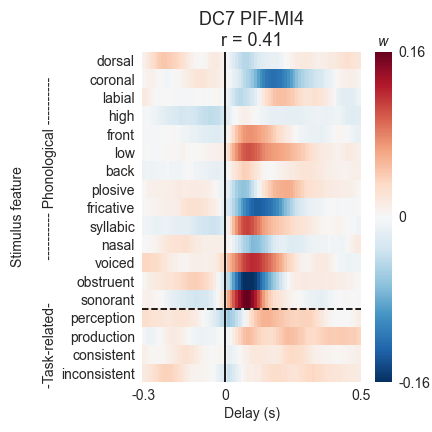 DC7 PIF-MI4
r = 0.41
w
0.16
0
-0.16
Stimulus feature
----------- Phonological ----------
-Task-related-
dorsal
coronal
labial
high
front
low
back
plosive
fricative
syllabic
nasal
voiced
obstruent
sonorant
perception
production
consistent
inconsistent
-0.3
0
0.5
Delay (s)